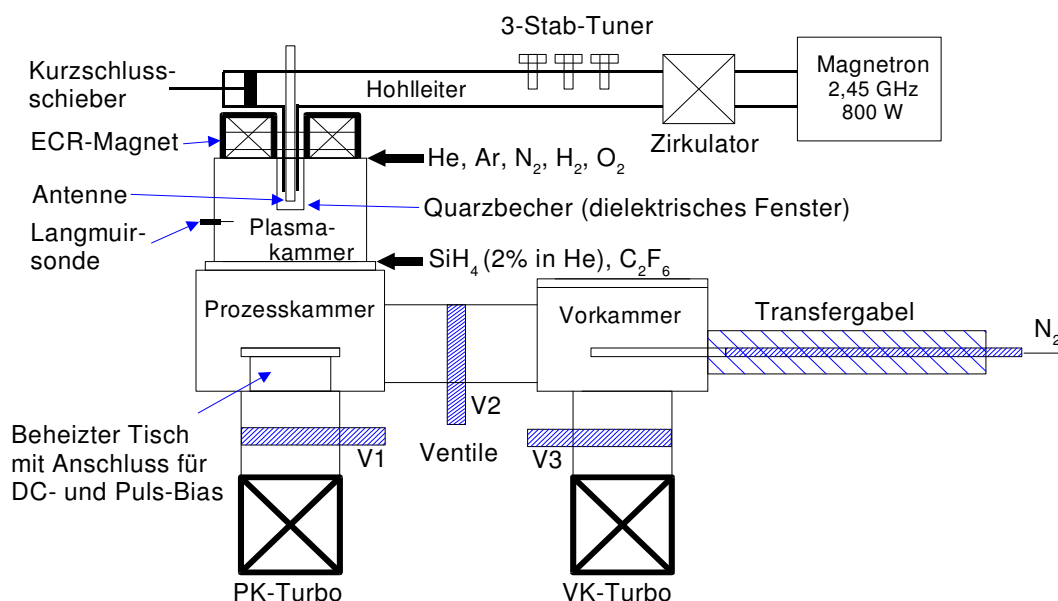 3-Stab-Tuner
Kurzschluss-
schieber
Hohlleiter
Magnetron
2,45 GHz
800 W
Zirkulator
ECR-Magnet
He, Ar, N₂, H₂, O₂
Antenne
Quarzbecher (dielektrisches Fenster)
Langmuir-
sonde
Plasma-
kammer
SiH₄ (2% in He), C₂F₆
Prozesskammer
Vorkammer
Transfergabel
N₂
V2
Beheizter Tisch
mit Anschluss für
DC- und Puls-Bias
V1
Ventile
V3
PK-Turbo
VK-Turbo